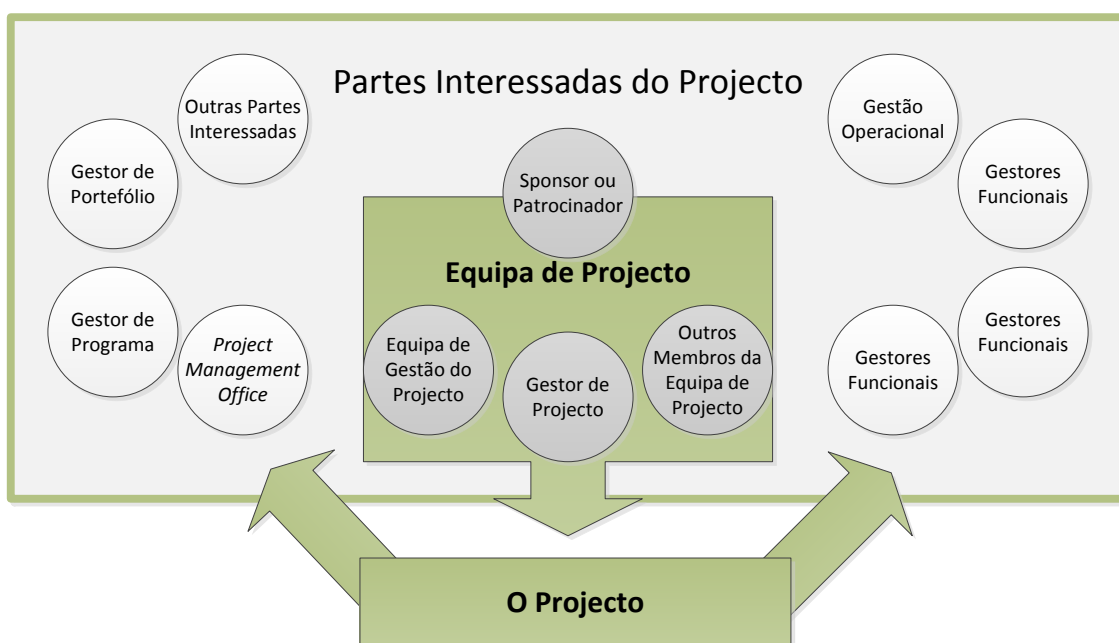 Partes Interessadas do Projecto
Outras Partes
Interessadas
Gestor de
Portefólio
Gestor de
Programa
Project
Management
Office
Sponsor ou
Patrocinador
Equipa de Projecto
Equipa de
Gestão do
Projecto
Gestor de
Projecto
Outros
Membros da
Equipa de
Projecto
Gestão
Operacional
Gestores
Funcionais
Gestores
Funcionais
Gestores
Funcionais
O Projecto